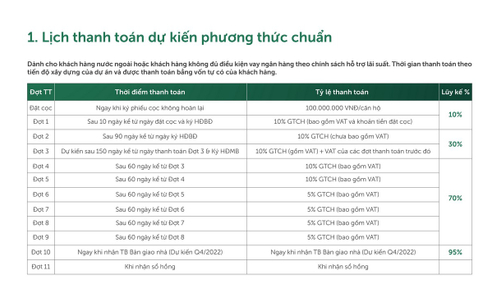 1. Lịch thanh toán dự kiến phương thức chuẩn
Dành cho khách hàng nước ngoài hoặc khách hàng không đủ điều kiện vay ngân hàng theo chính sách hỗ trợ lãi suất. Thời gian thanh toán theo
tiến độ xây dựng của dự án và được thanh toán bằng vốn tự có của khách hàng.
Đợt TT Thời điểm thanh toán Tỷ lệ thanh toán Lũy kế %
Đặt cọc Ngay khi ký phiếu cọc không hoàn lại 100.000.000 VNĐ/căn hộ
10%
Đợt 1 Sau 10 ngày kể từ ngày đặt cọc và ký HĐBĐ 10% GTCH (bao gồm VAT và khoản tiền đặt cọc)
Đợt 2 Sau 90 ngày kể từ ngày ký HĐBĐ 10% GTCH (chưa bao gồm VAT)
30%
Đợt 3 Dự kiến sau 150 ngày kể từ ngày thanh toán Đợt 3 & Ký HĐMB 10% GTCH (gồm VAT) + VAT của các đợt thanh toán trước đó
Đợt 4 Sau 60 ngày kể từ Đợt 3 10% GTCH (bao gồm VAT)
Đợt 5 Sau 60 ngày kể từ Đợt 4 10% GTCH (bao gồm VAT)
Đợt 6 Sau 60 ngày kể từ Đợt 5 5% GTCH (bao gồm VAT)
70%
Đợt 7 Sau 60 ngày kể từ Đợt 6 5% GTCH (bao gồm VAT)
Đợt 8 Sau 60 ngày kể từ Đợt 7 5% GTCH (bao gồm VAT)
Đợt 9 Sau 60 ngày kể từ Đợt 8 5% GTCH (bao gồm VAT)
Đợt 10 Ngay khi nhận TB Bàn giao nhà (Dự kiến Q4/2022) Ngay khi nhận TB Bàn giao nhà (Dự kiến Q4/2022) 95%
Đợt 11 Khi nhận sổ hồng Khi nhận sổ hồng